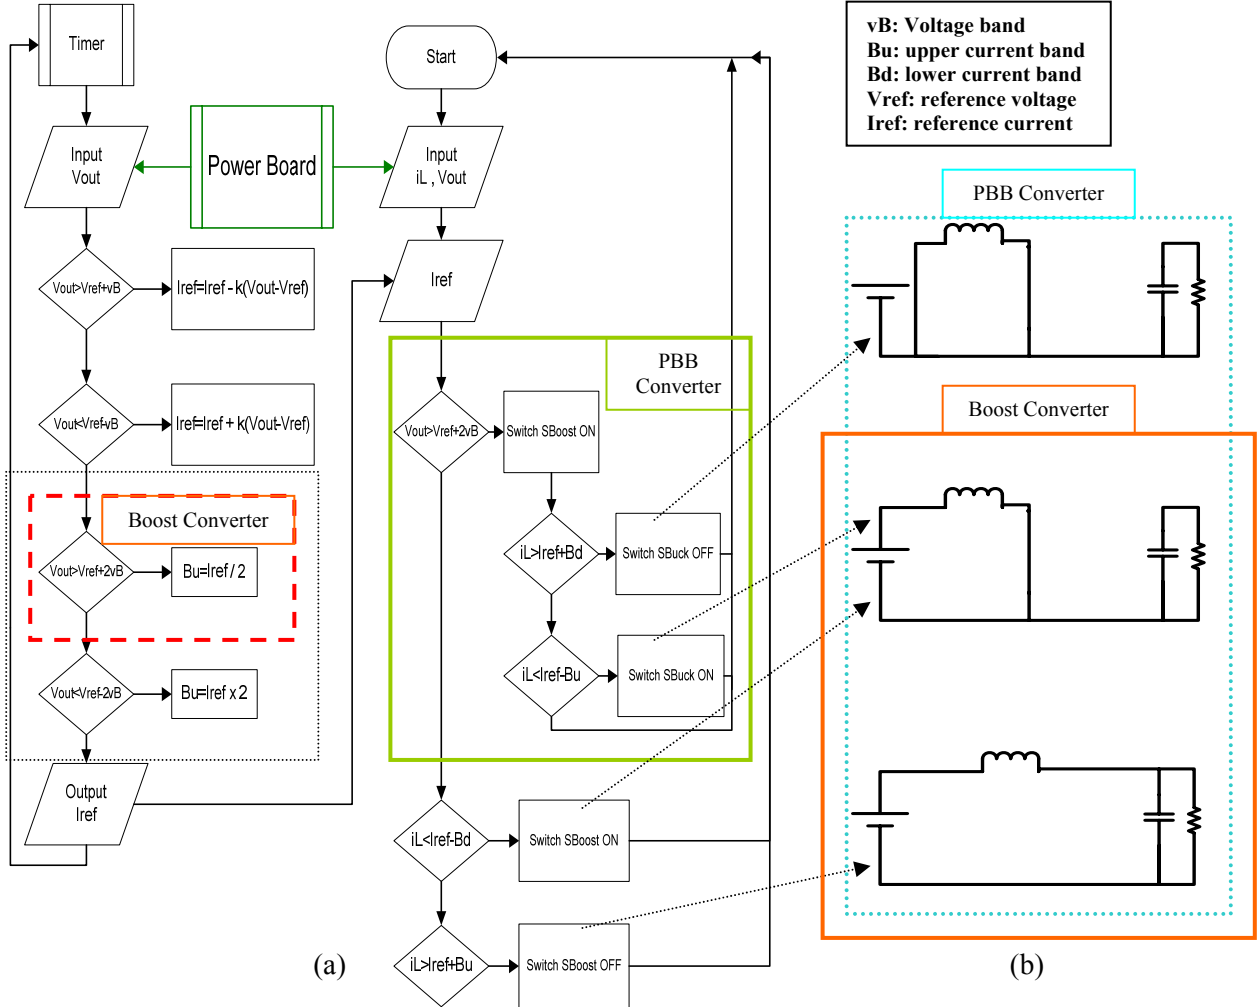 Timer
Start
vB: Voltage band
Bu: upper current band
Bd: lower current band
Vref: reference voltage
Iref: reference current
Input
Vout
Power Board
Input
iL , Vout
PBB Converter
Vout>Vref+vB
Iref=Iref - k(Vout-Vref)
Iref
PBB
Converter
Vout<Vref-vB
Iref=Iref + k(Vout-Vref)
Vout>Vref+2vB
Switch SBoost ON
Boost Converter
Boost Converter
Vout>Vref+2vB
Bu=Iref / 2
iL>Iref+Bd
Switch SBuck OFF
iL<Iref-Bu
Switch SBuck ON
Vout<Vref-2vB
Bu=Iref x 2
Output
Iref
iL<Iref-Bd
Switch SBoost ON
iL>Iref+Bu
Switch SBoost OFF
(a)
(b)